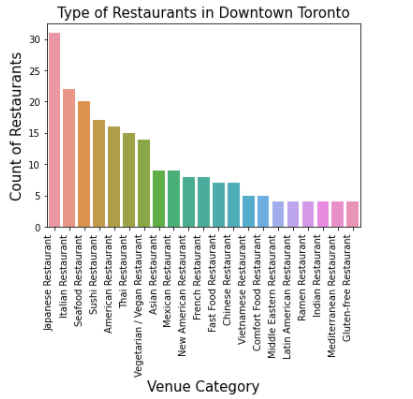 Type of Restaurants in Downtown Toronto
Count of Restaurants
30
25
20
15
10
5
0
Japanese Restaurant
Italian Restaurant
Seafood Restaurant
Sushi Restaurant
American Restaurant
Thai Restaurant
Vegetarian / Vegan Restaurant
Asian Restaurant
Mexican Restaurant
New American Restaurant
French Restaurant
Fast Food Restaurant
Chinese Restaurant
Vietnamese Restaurant
Comfort Food Restaurant
Middle Eastern Restaurant
Latin American Restaurant
Ramen Restaurant
Indian Restaurant
Mediterranean Restaurant
Gluten-free Restaurant
Venue Category